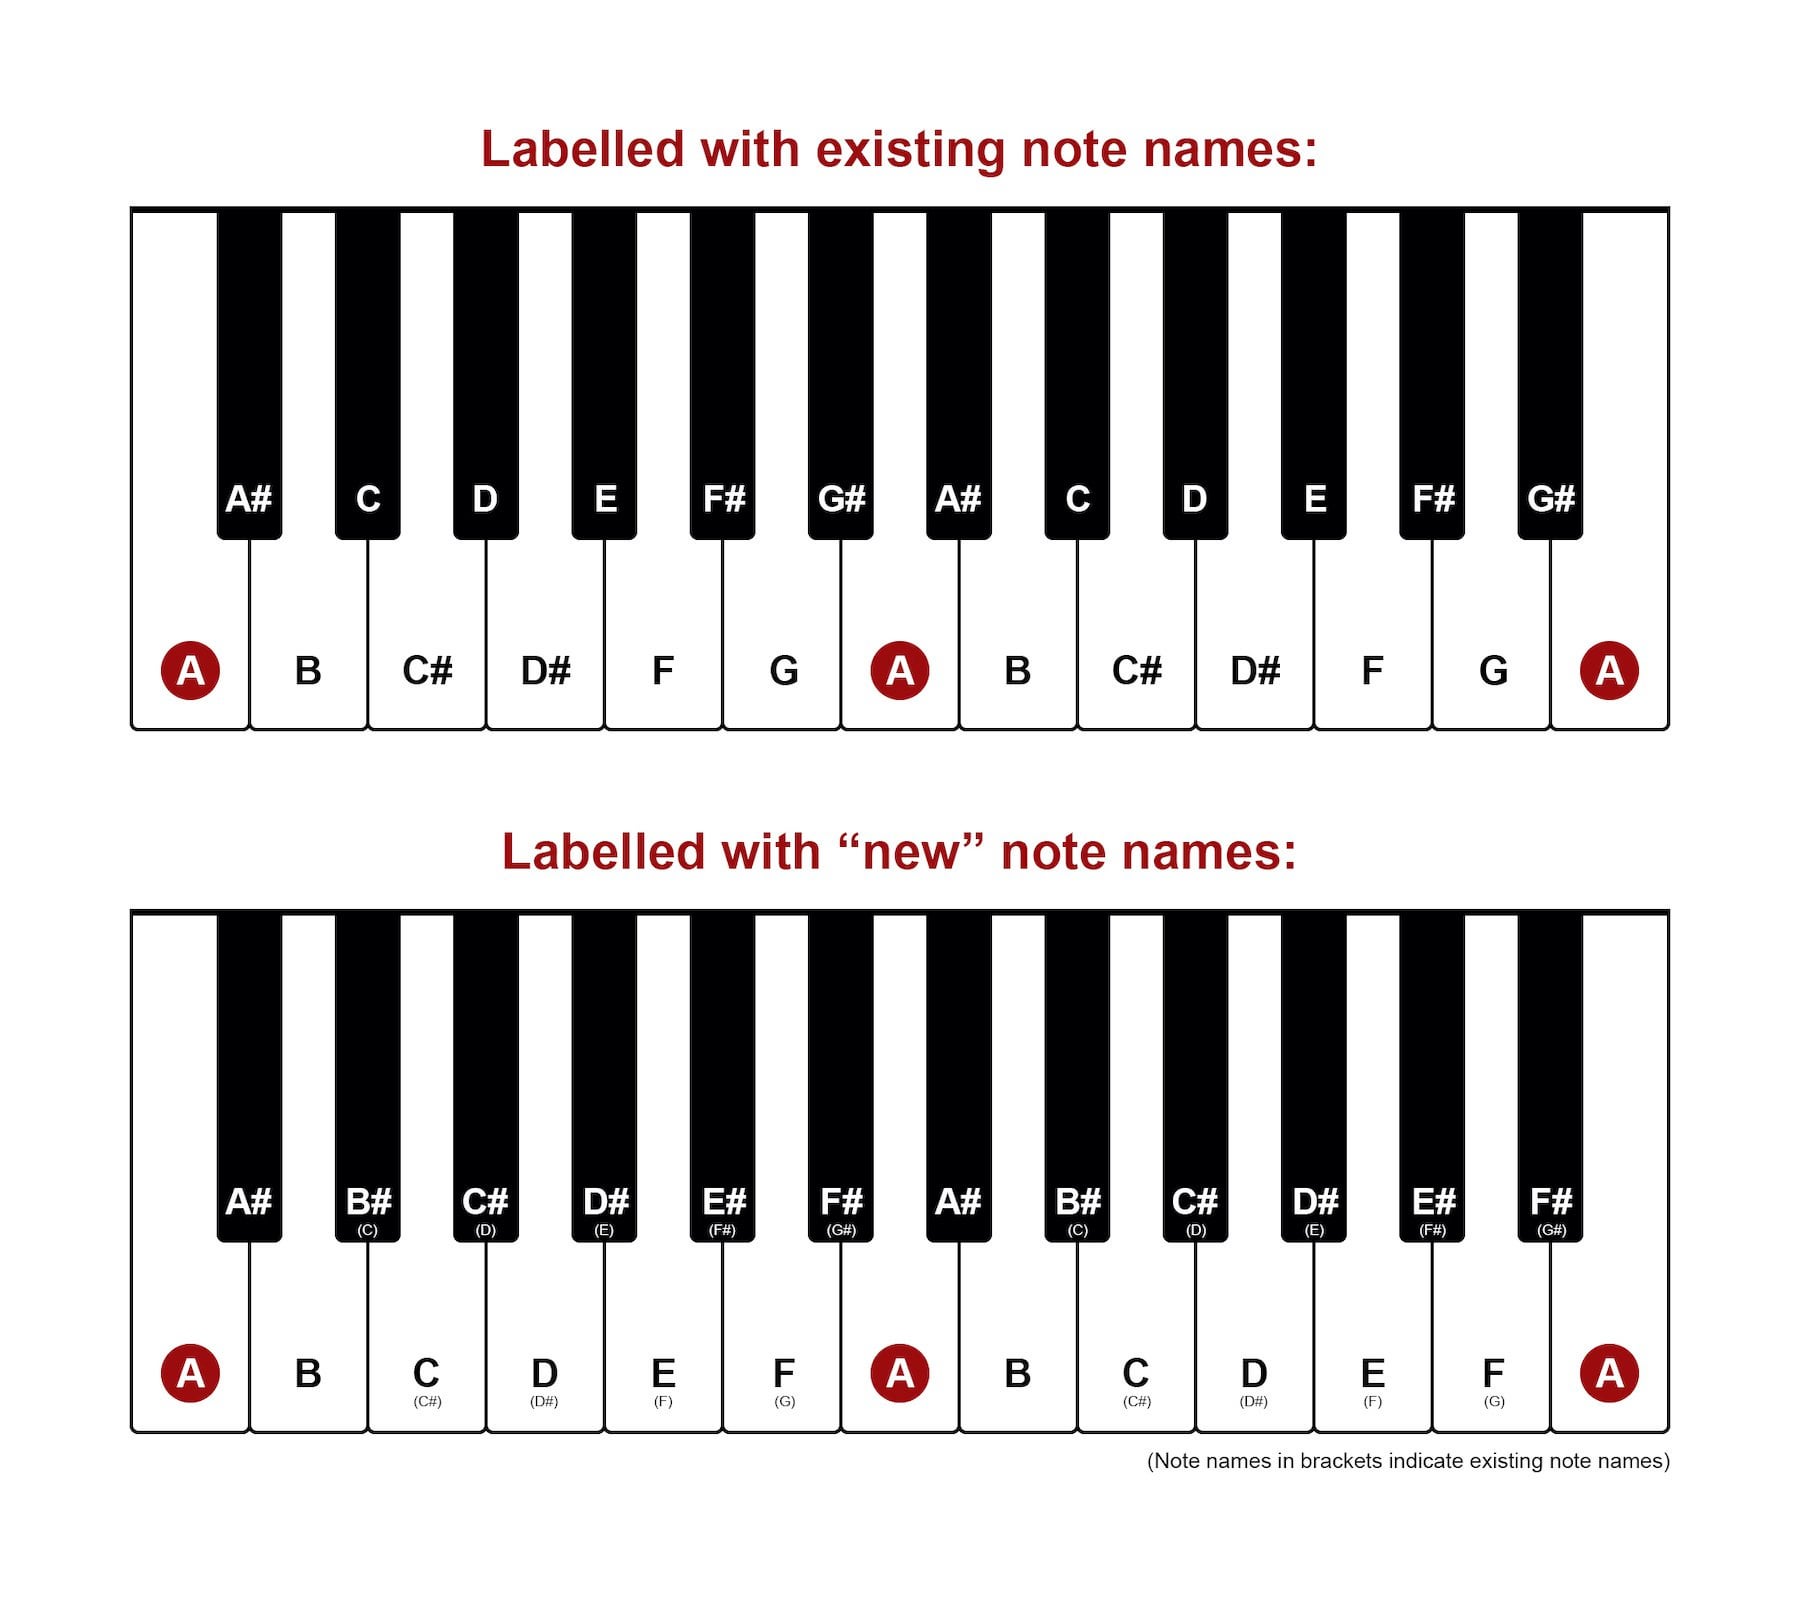 Labelled with existing note names:
A# C D E F# G# A# C D E F# G#
A B C# D# F G A B C# D# F G A
Labelled with “new” note names:
A# B# C# D# E# F# A# B# C# D# E# F#
(C) (D) (E) (F#) (G#) (C) (D) (E) (F#) (G#)
A B C D E F A B C D E F A
(C#) (D#) (F) (G) (C#) (D#) (F) (G)
(Note names in brackets indicate existing note names)